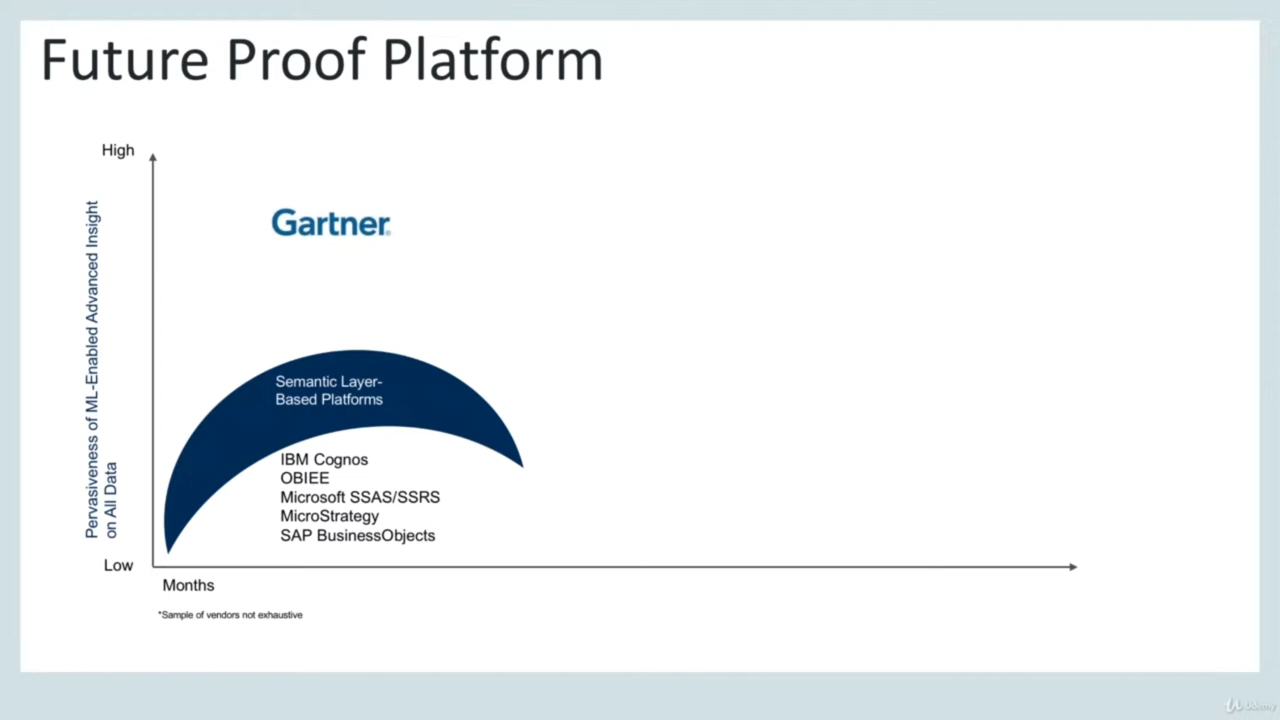 Future Proof Platform
High
Gartner®
Pervasiveness of ML-Enabled Advanced Insight
on All Data
Semantic Layer-
Based Platforms
IBM Cognos
OBIEE
Microsoft SSAS/SSRS
MicroStrategy
SAP BusinessObjects
Low
Months
*Sample of vendors not exhaustive
Udemy